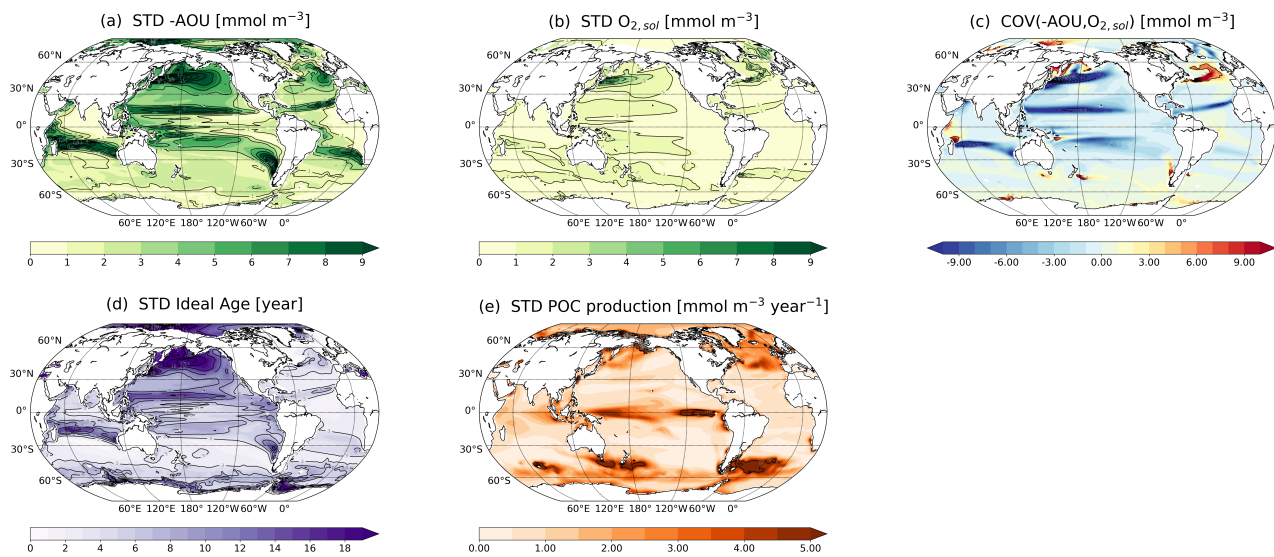 (a) STD -AOU [mmol m⁻³]
60°N
30°N
0°
30°S
60°S
60°E 120°E 180° 120°W 60°W 0°
0 1 2 3 4 5 6 7 8 9
(b) STD O₂,sol [mmol m⁻³]
60°N
30°N
0°
30°S
60°S
60°E 120°E 180° 120°W 60°W 0°
0 1 2 3 4 5 6 7 8 9
(c) COV(-AOU,O₂,sol) [mmol m⁻³]
60°N
30°N
0°
30°S
60°S
60°E 120°E 180° 120°W 60°W 0°
-9.00 -6.00 -3.00 0.00 3.00 6.00 9.00
(d) STD Ideal Age [year]
60°N
30°N
0°
30°S
60°S
60°E 120°E 180° 120°W 60°W 0°
0 2 4 6 8 10 12 14 16 18
(e) STD POC production [mmol m⁻³ year⁻¹]
60°N
30°N
0°
30°S
60°S
60°E 120°E 180° 120°W 60°W 0°
0.00 1.00 2.00 3.00 4.00 5.00